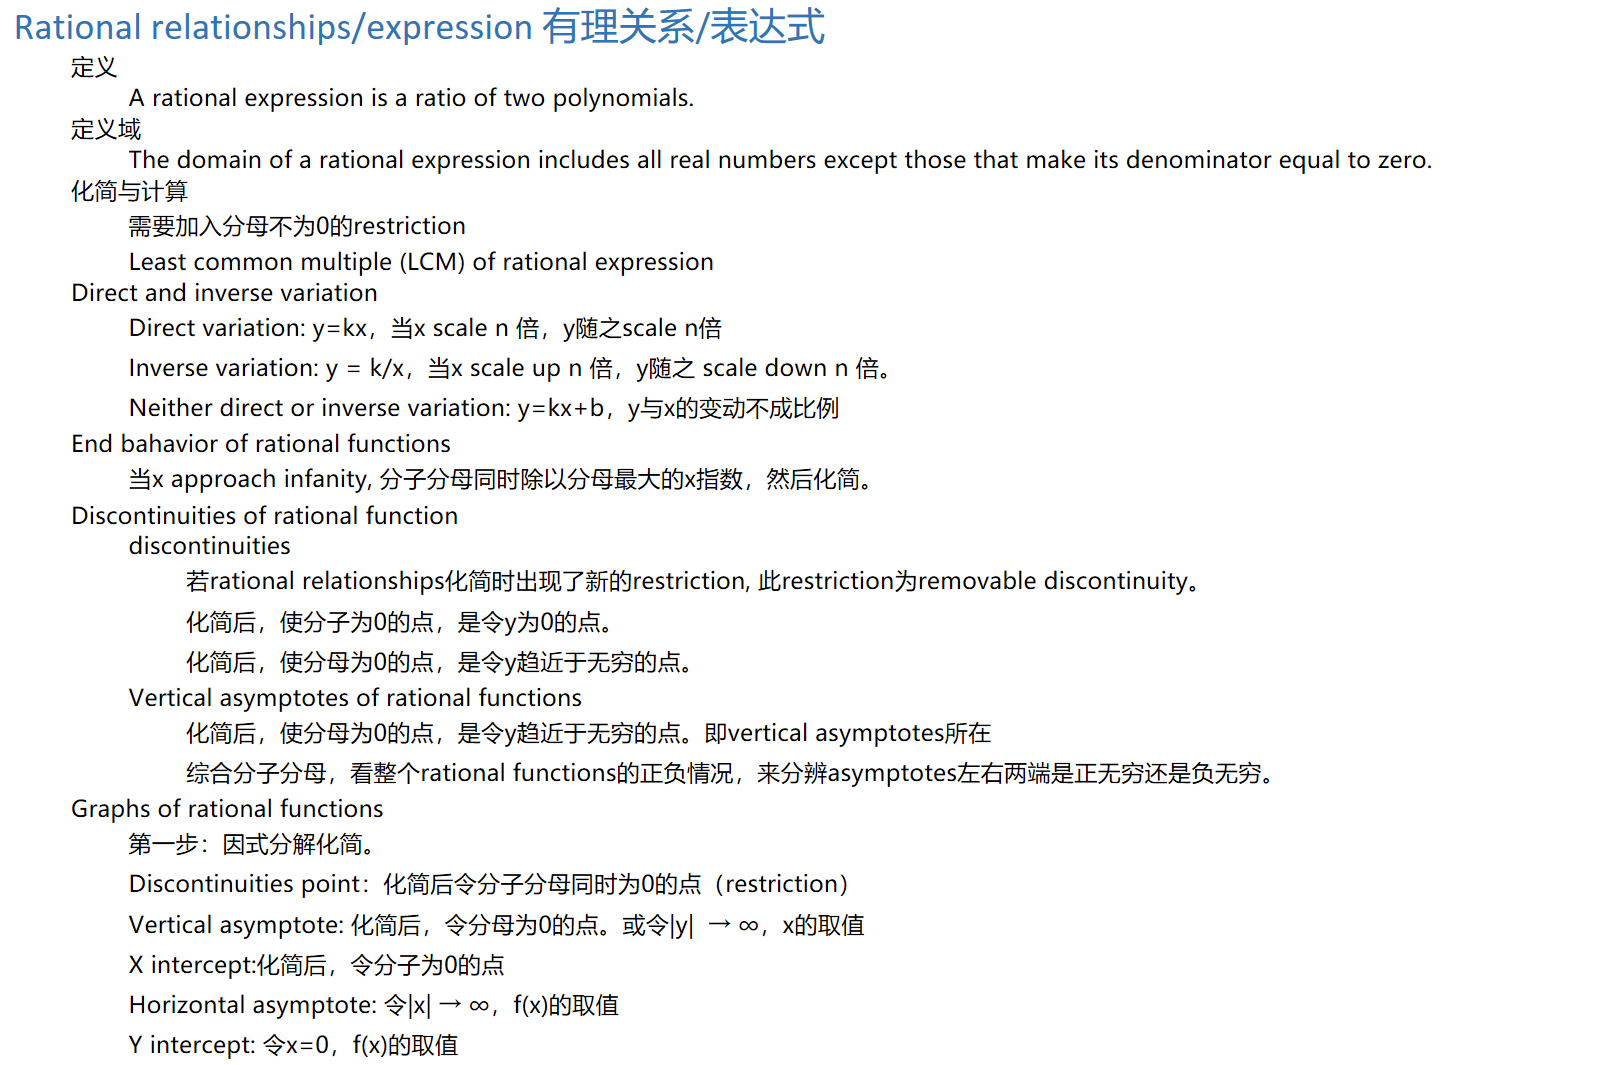 Rational relationships/expression 有理关系/表达式
定义
A rational expression is a ratio of two polynomials.
定义域
The domain of a rational expression includes all real numbers except those that make its denominator equal to zero.
化简与计算
需要加入分母不为0的restriction
Least common multiple (LCM) of rational expression
Direct and inverse variation
Direct variation: y=kx，当x scale n 倍，y随之scale n倍
Inverse variation: y = k/x，当x scale up n 倍，y随之 scale down n 倍。
Neither direct or inverse variation: y=kx+b，y与x的变动不成比例
End bahavior of rational functions
当x approach infanity, 分子分母同时除以分母最大的x指数，然后化简。
Discontinuities of rational function
discontinuities
若rational relationships化简时出现了新的restriction, 此restriction为removable discontinuity。
化简后，使分子为0的点，是令y为0的点。
化简后，使分母为0的点，是令y趋近于无穷的点。
Vertical asymptotes of rational functions
化简后，使分母为0的点，是令y趋近于无穷的点。即vertical asymptotes所在
综合分子分母，看整个rational functions的正负情况，来分辨asymptotes左右两端是正无穷还是负无穷。
Graphs of rational functions
第一步：因式分解化简。
Discontinuities point：化简后令分子分母同时为0的点（restriction）
Vertical asymptote: 化简后，令分母为0的点。或令|y| → ∞，x的取值
X intercept:化简后，令分子为0的点
Horizontal asymptote: 令|x| → ∞，f(x)的取值
Y intercept: 令x=0，f(x)的取值